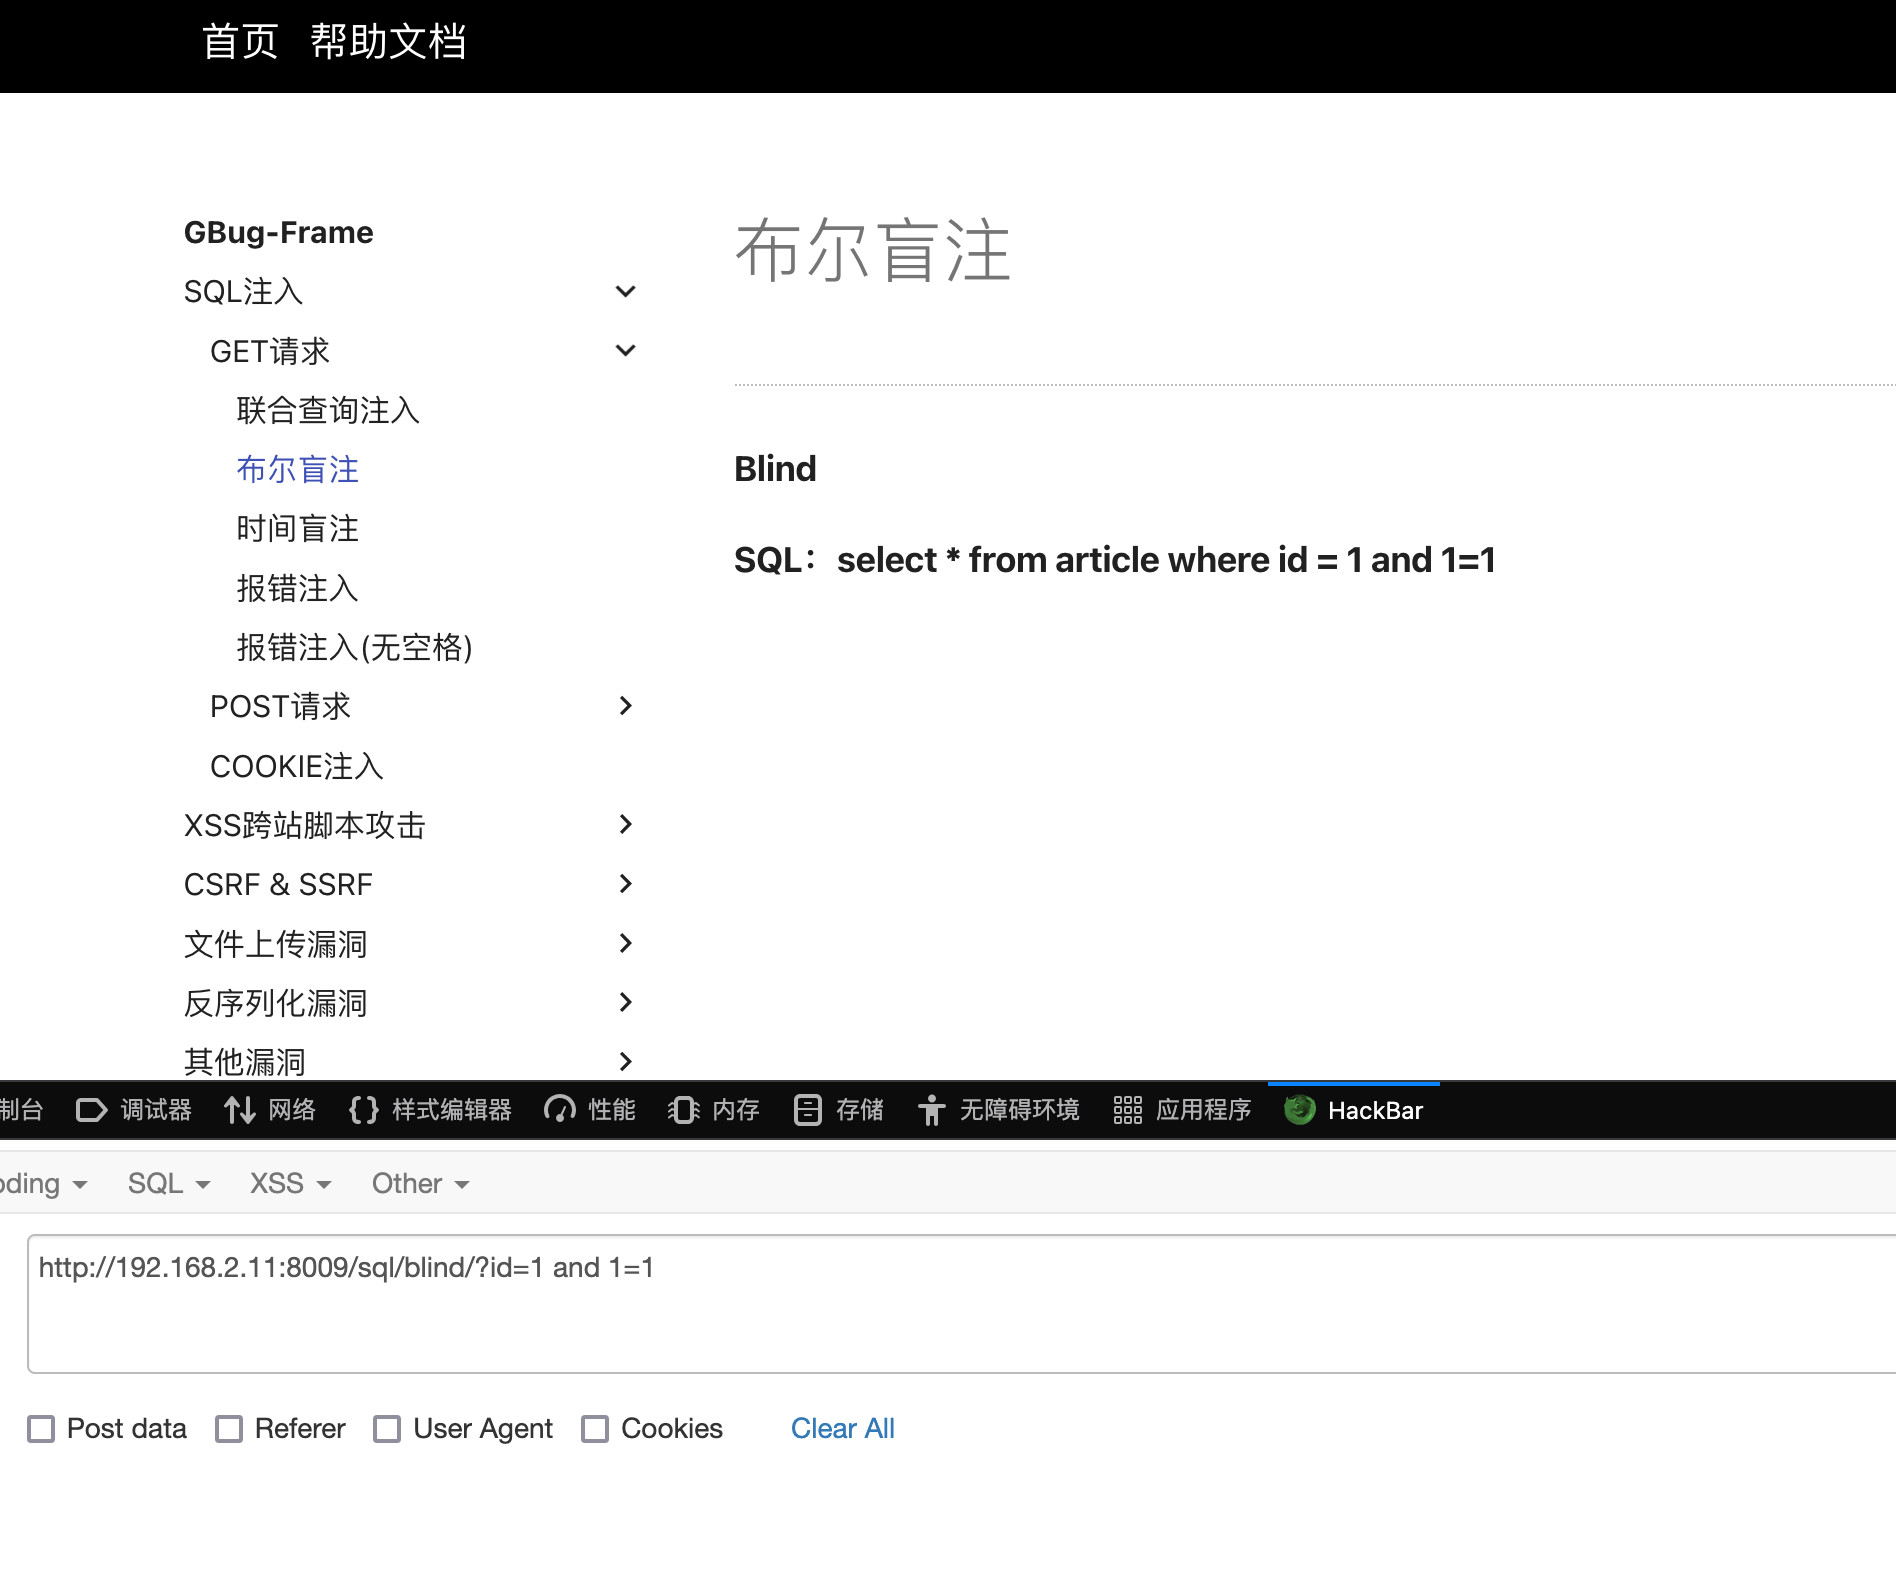 首页 帮助文档
GBug-Frame
SQL注入
GET请求
联合查询注入
布尔盲注
时间盲注
报错注入
报错注入(无空格)
POST请求
COOKIE注入
XSS跨站脚本攻击
CSRF & SSRF
文件上传漏洞
反序列化漏洞
其他漏洞
布尔盲注
Blind
SQL：select * from article where id = 1 and 1=1
制台 调试器 网络 样式编辑器 性能 内存 存储 无障碍环境 应用程序 HackBar
oding SQL XSS Other
http://192.168.2.11:8009/sql/blind/?id=1 and 1=1
Post data Referer User Agent Cookies Clear All